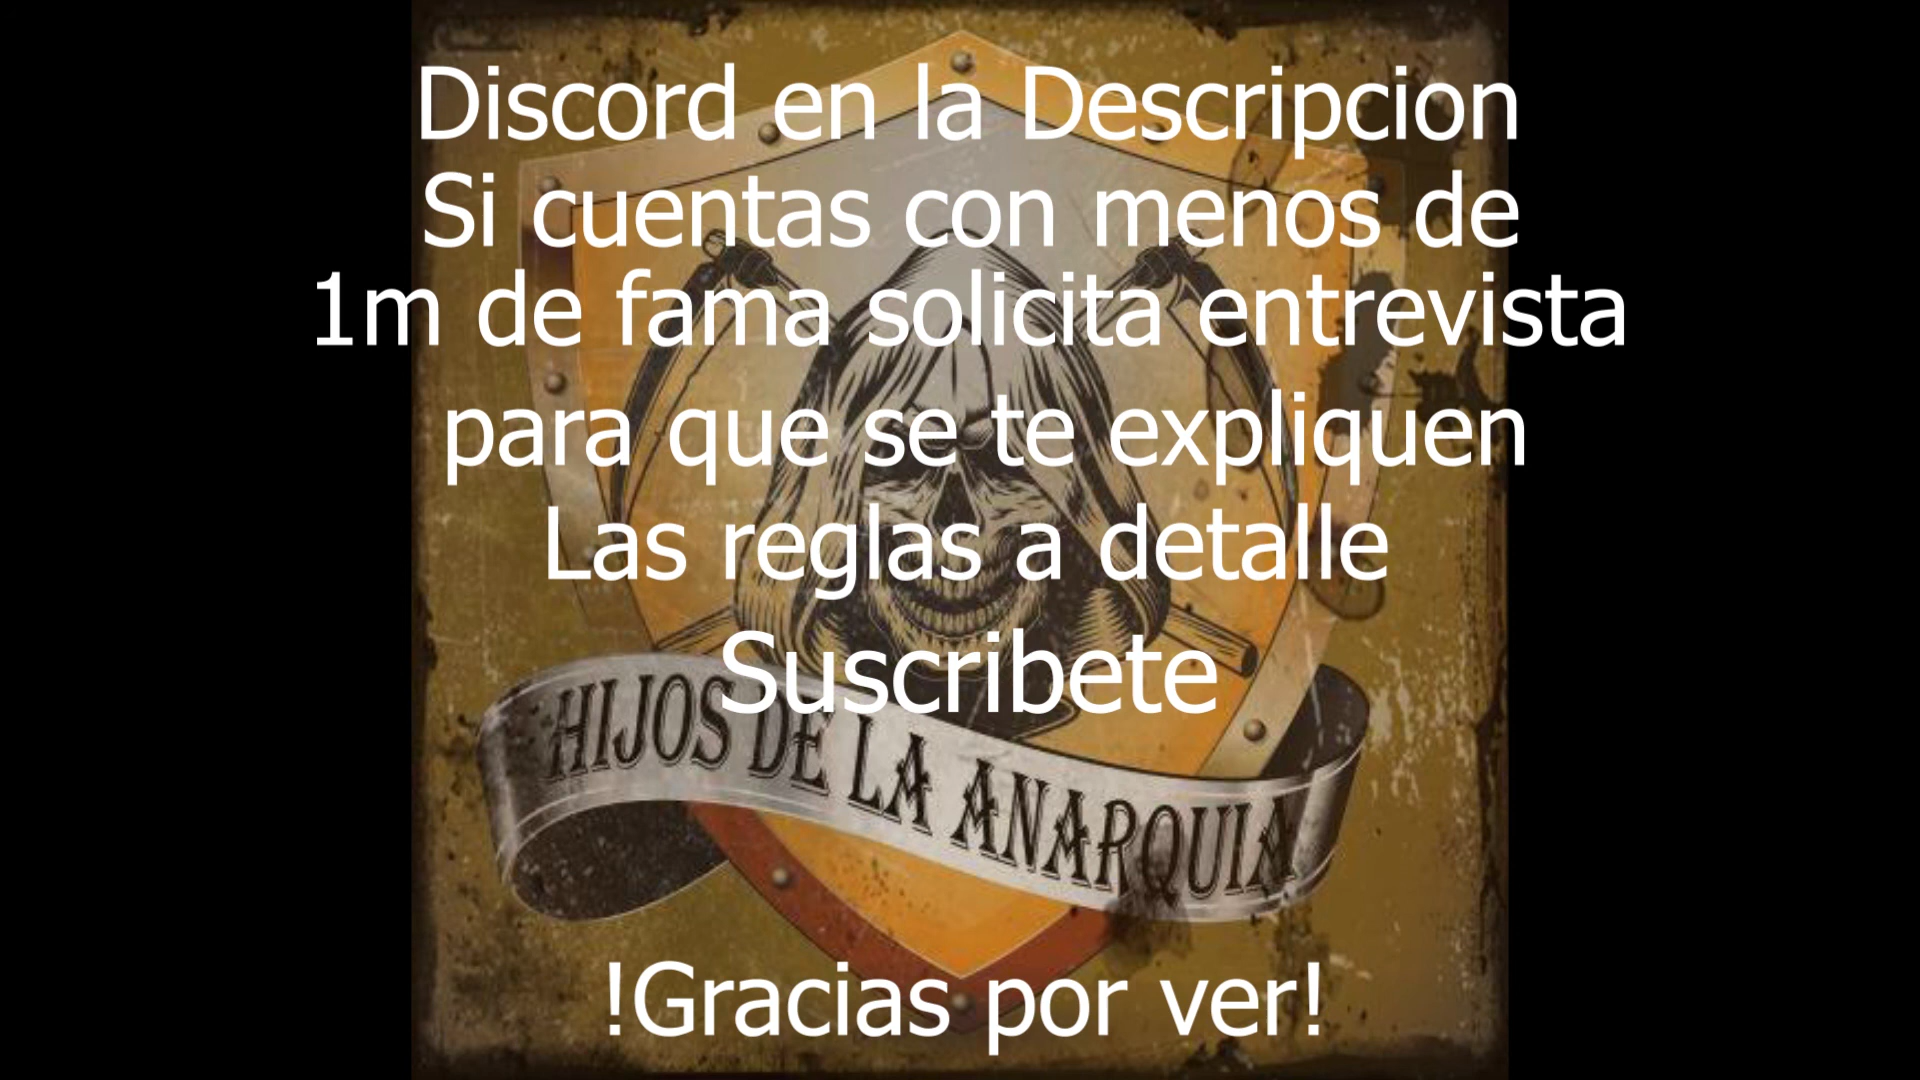 Discord en la Descripcion
Si cuentas con menos de
1m de fama solicita entrevista
para que se te expliquen
Las reglas a detalle
Suscribete
HIJOS DE LA ANARQUIA
!Gracias por ver!